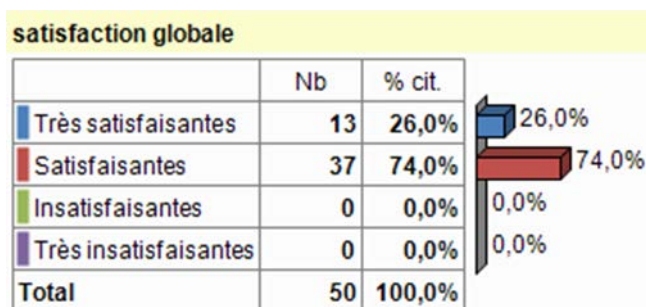 satisfaction globale
Nb % cit.
Très satisfaisantes 13 26,0% 26,0%
Satisfaisantes 37 74,0% 74,0%
Insatisfaisantes 0 0,0% 0,0%
Très insatisfaisantes 0 0,0% 0,0%
Total 50 100,0%